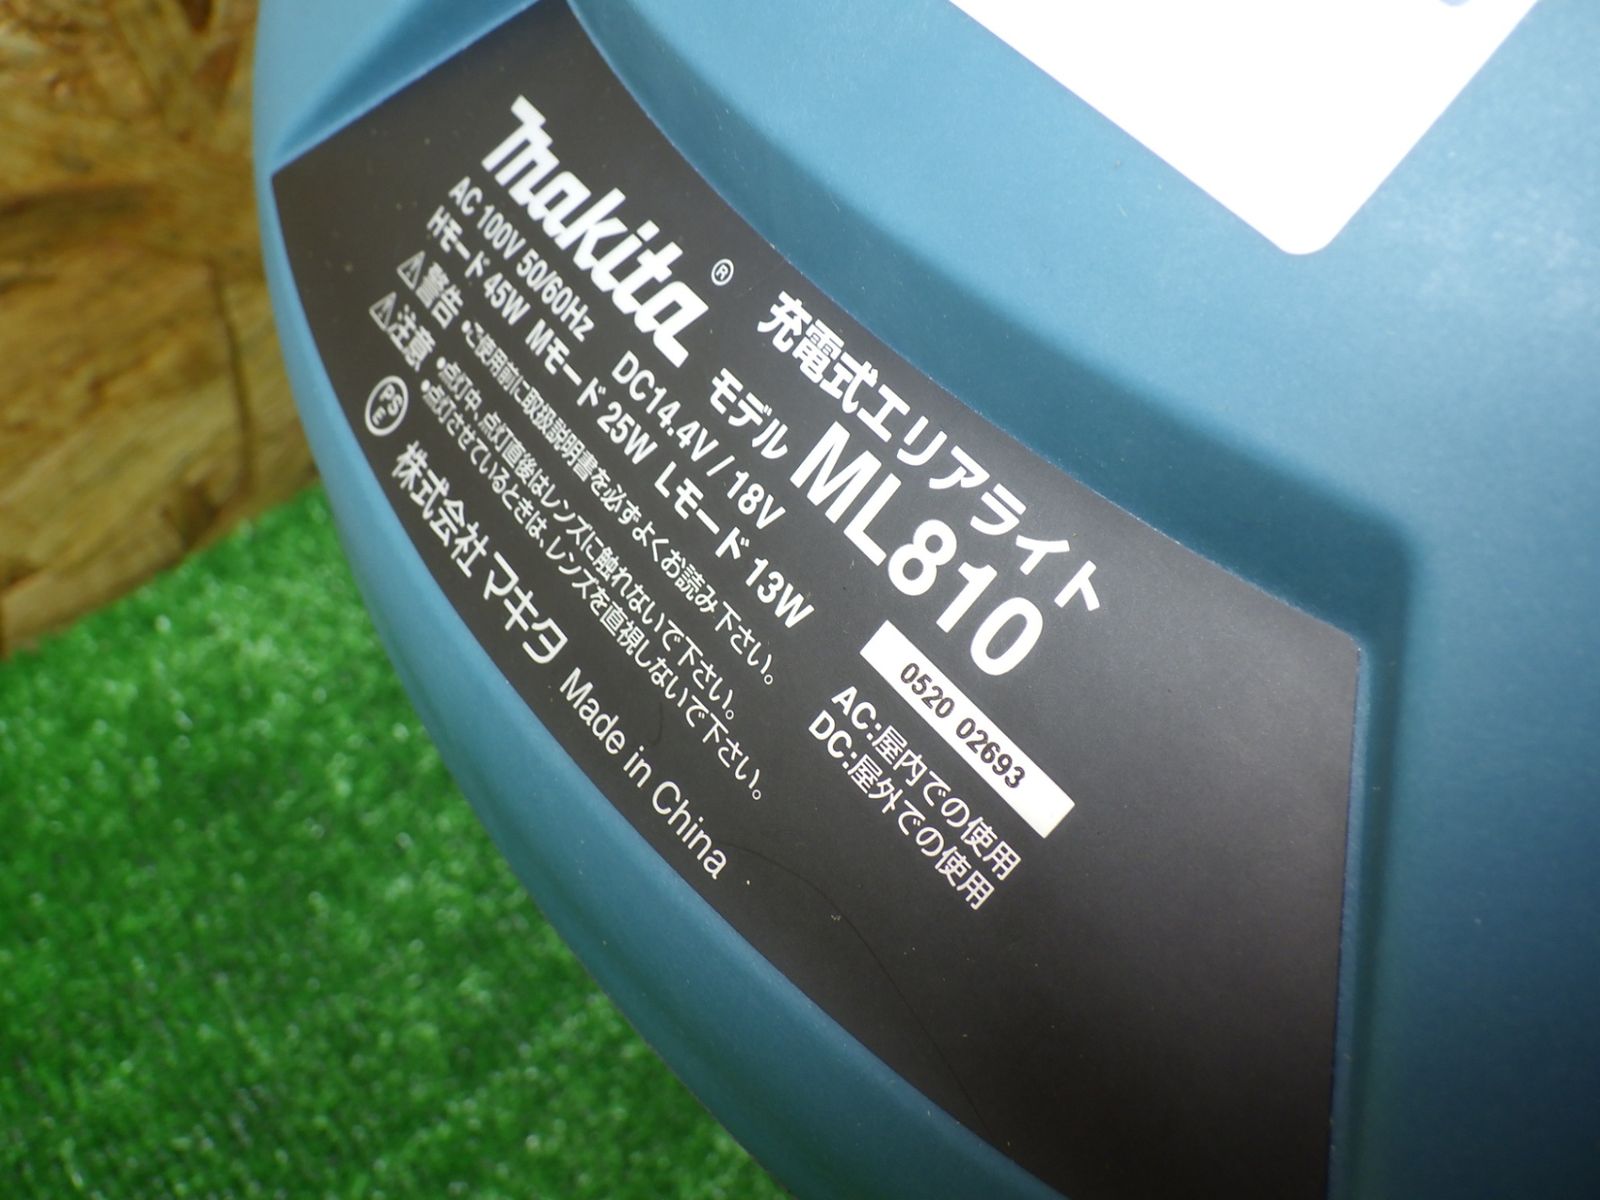 makita® 充電式エリアライト
モデル ML810
0520 02693
AC 100V 50/60Hz DC14.4V / 18V
Hモード 45W Mモード 25W Lモード 13W
AC:屋内での使用
DC:屋外での使用
⚠警告 •ご使用前に取扱説明書を必ずよくお読み下さい。
⚠注意 •点灯中、点灯直後はレンズに触れないで下さい。
•点灯させているときは、レンズを直視しないで下さい。
PS
E
株式会社マキタ Made in China